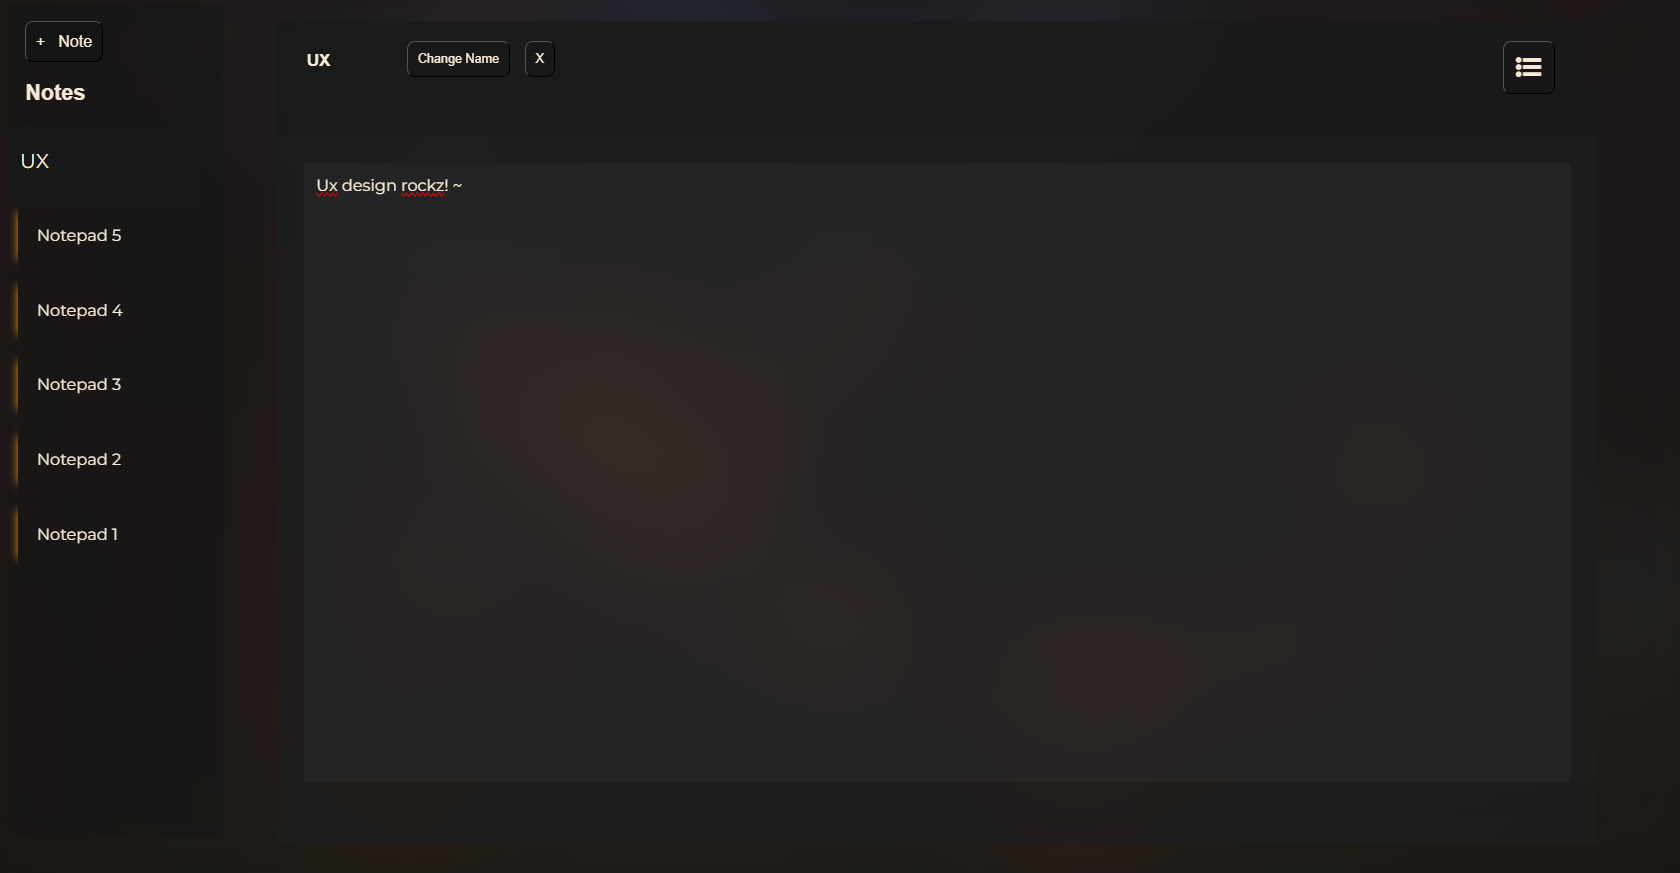 + Note
Notes
UX
Notepad 5
Notepad 4
Notepad 3
Notepad 2
Notepad 1
UX
Change Name
X
Ux design rockz! ~